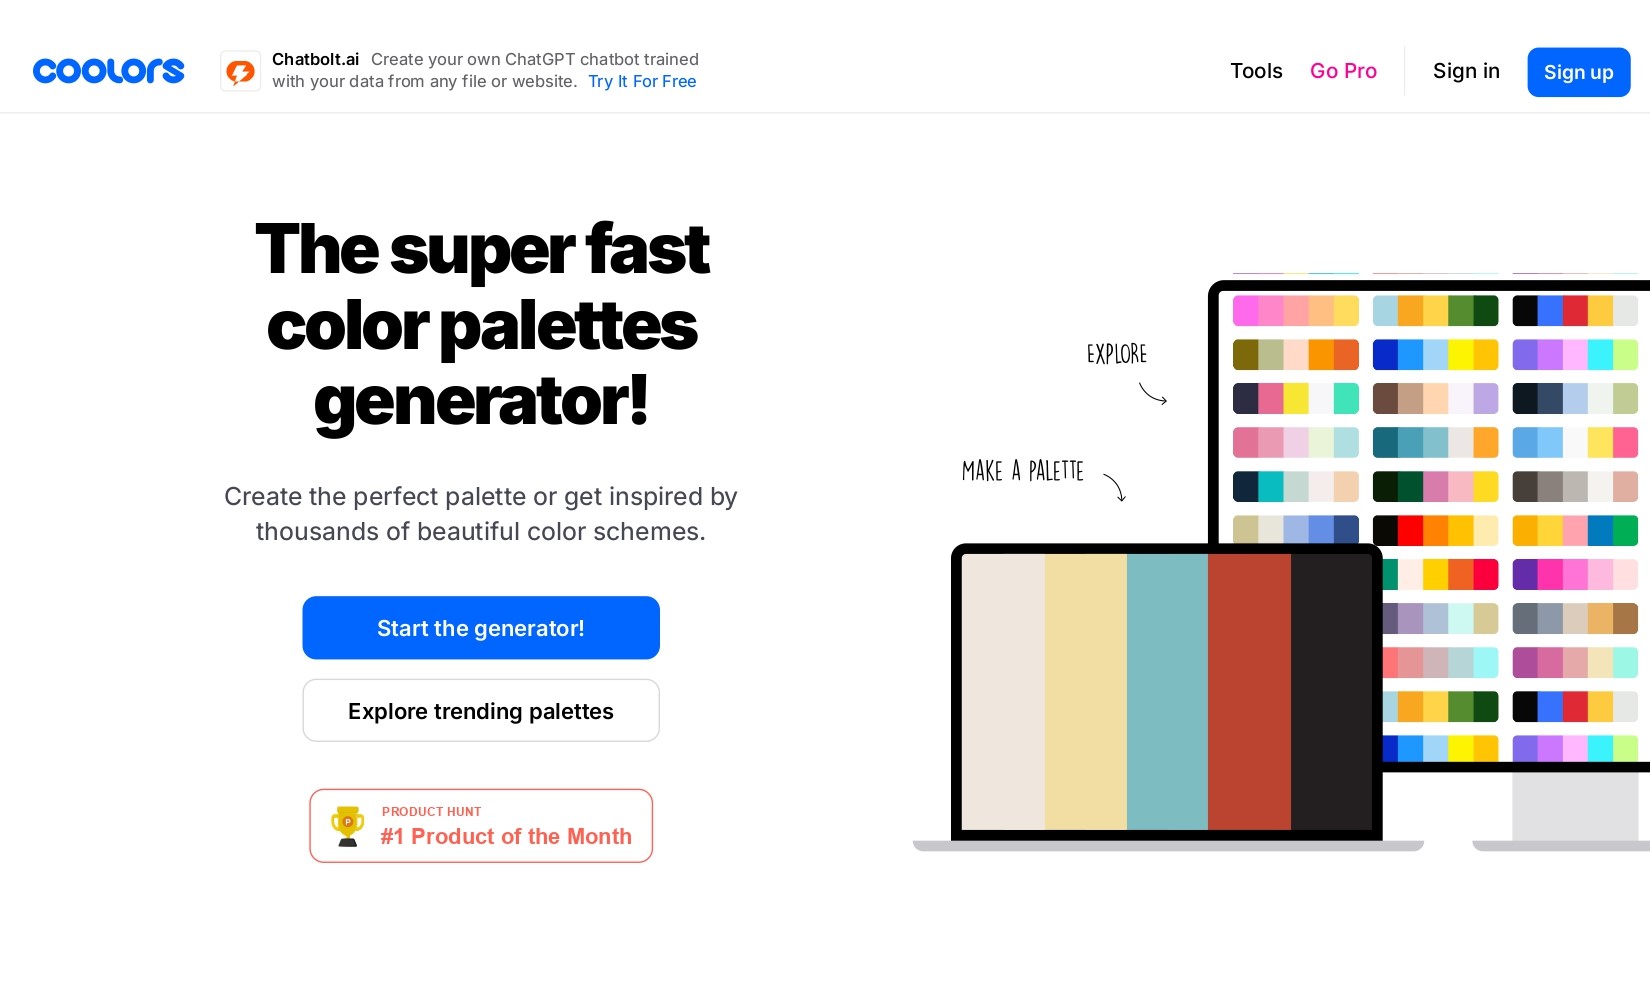 coolors
Chatbolt.ai Create your own ChatGPT chatbot trained
with your data from any file or website. Try It For Free
Tools
Go Pro
Sign in
Sign up
The super fast
color palettes
generator!
Create the perfect palette or get inspired by
thousands of beautiful color schemes.
Start the generator!
Explore trending palettes
PRODUCT HUNT
P
#1 Product of the Month
EXPLORE
MAKE A PALETTE